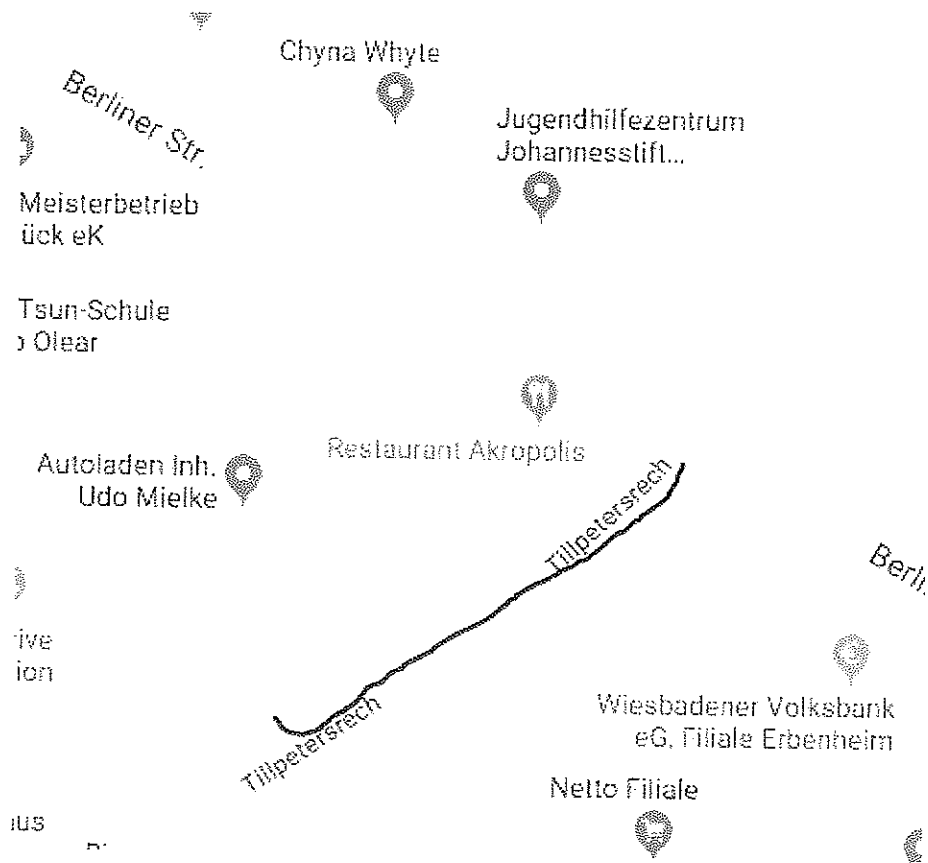 Chyna Whyte
Berliner Str.
Jugendhilfezentrum
Johannesstift...
Meisterbetrieb
ück eK
Tsun-Schule
Olear
Restaurant Akropolis
Autoladen Inh.
Udo Mielke
Tillpetersrech
Berlin
ive
ion
Wiesbadener Volksbank
eG, Filiale Erbenheim
Tillpetersrech
Netto Filiale
us